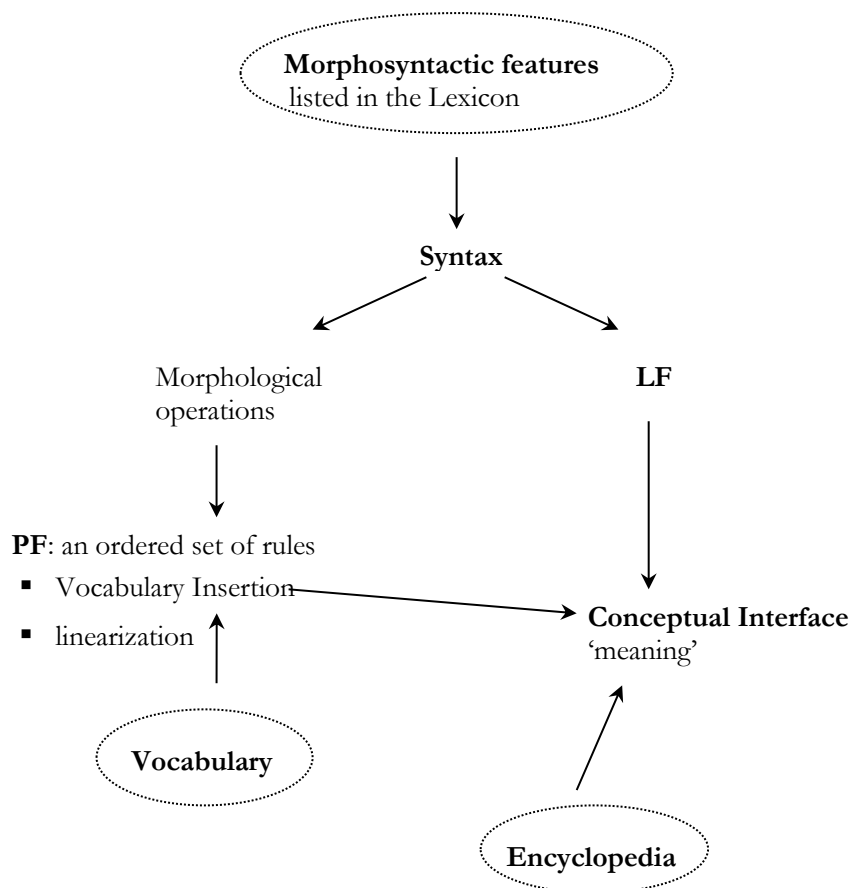 Morphosyntactic features
listed in the Lexicon
Syntax
Morphological
operations
LF
PF: an ordered set of rules
▪ Vocabulary Insertion
▪ linearization
Conceptual Interface
‘meaning’
Vocabulary
Encyclopedia